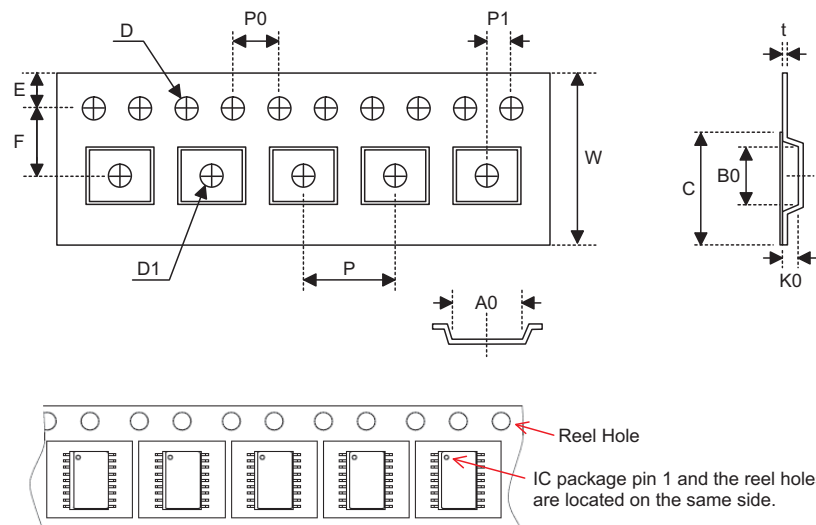 D
P0
P1
t
E
F
W
C
B0
D1
P
K0
A0
Reel Hole
IC package pin 1 and the reel hole
are located on the same side.